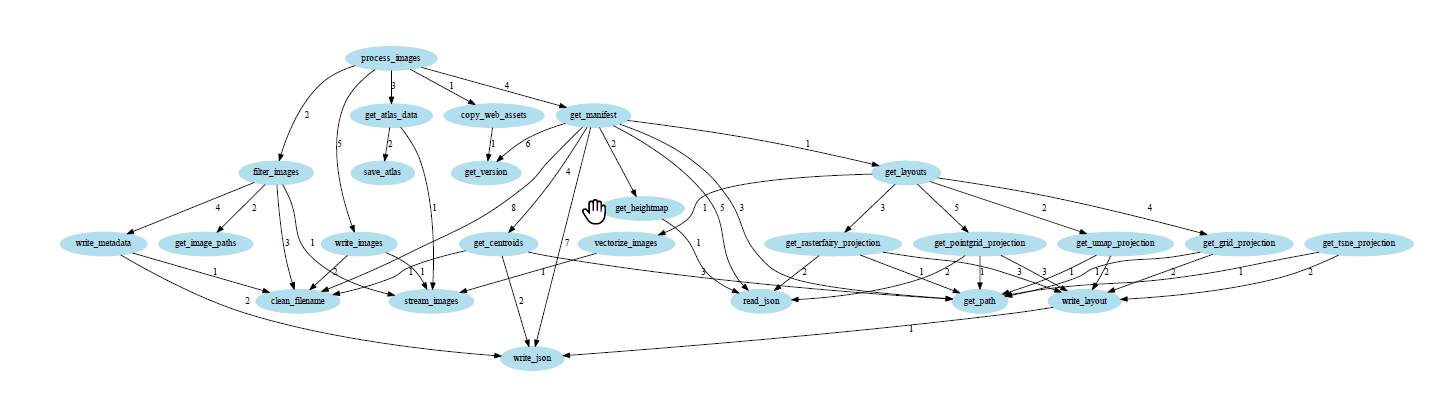 process_images
3
1
4
2
get_atlas_data
copy_web_assets
get_manifest
5
2
1
6
2
1
4
filter_images
save_atlas
get_version
get_layouts
4
2
1
8
get_heightmap
1
5
3
3
5
2
4
write_metadata
get_image_paths
3
1
write_images
get_centroids
7
vectorize_images
1
get_rasterfairy_projection
get_pointgrid_projection
get_umap_projection
get_grid_projection
get_tsne_projection
1
2
1
1
1
3
2
1
2
1
3
3
1
2
1
2
1
2
clean_filename
stream_images
read_json
get_path
write_layout
2
2
1
write_json